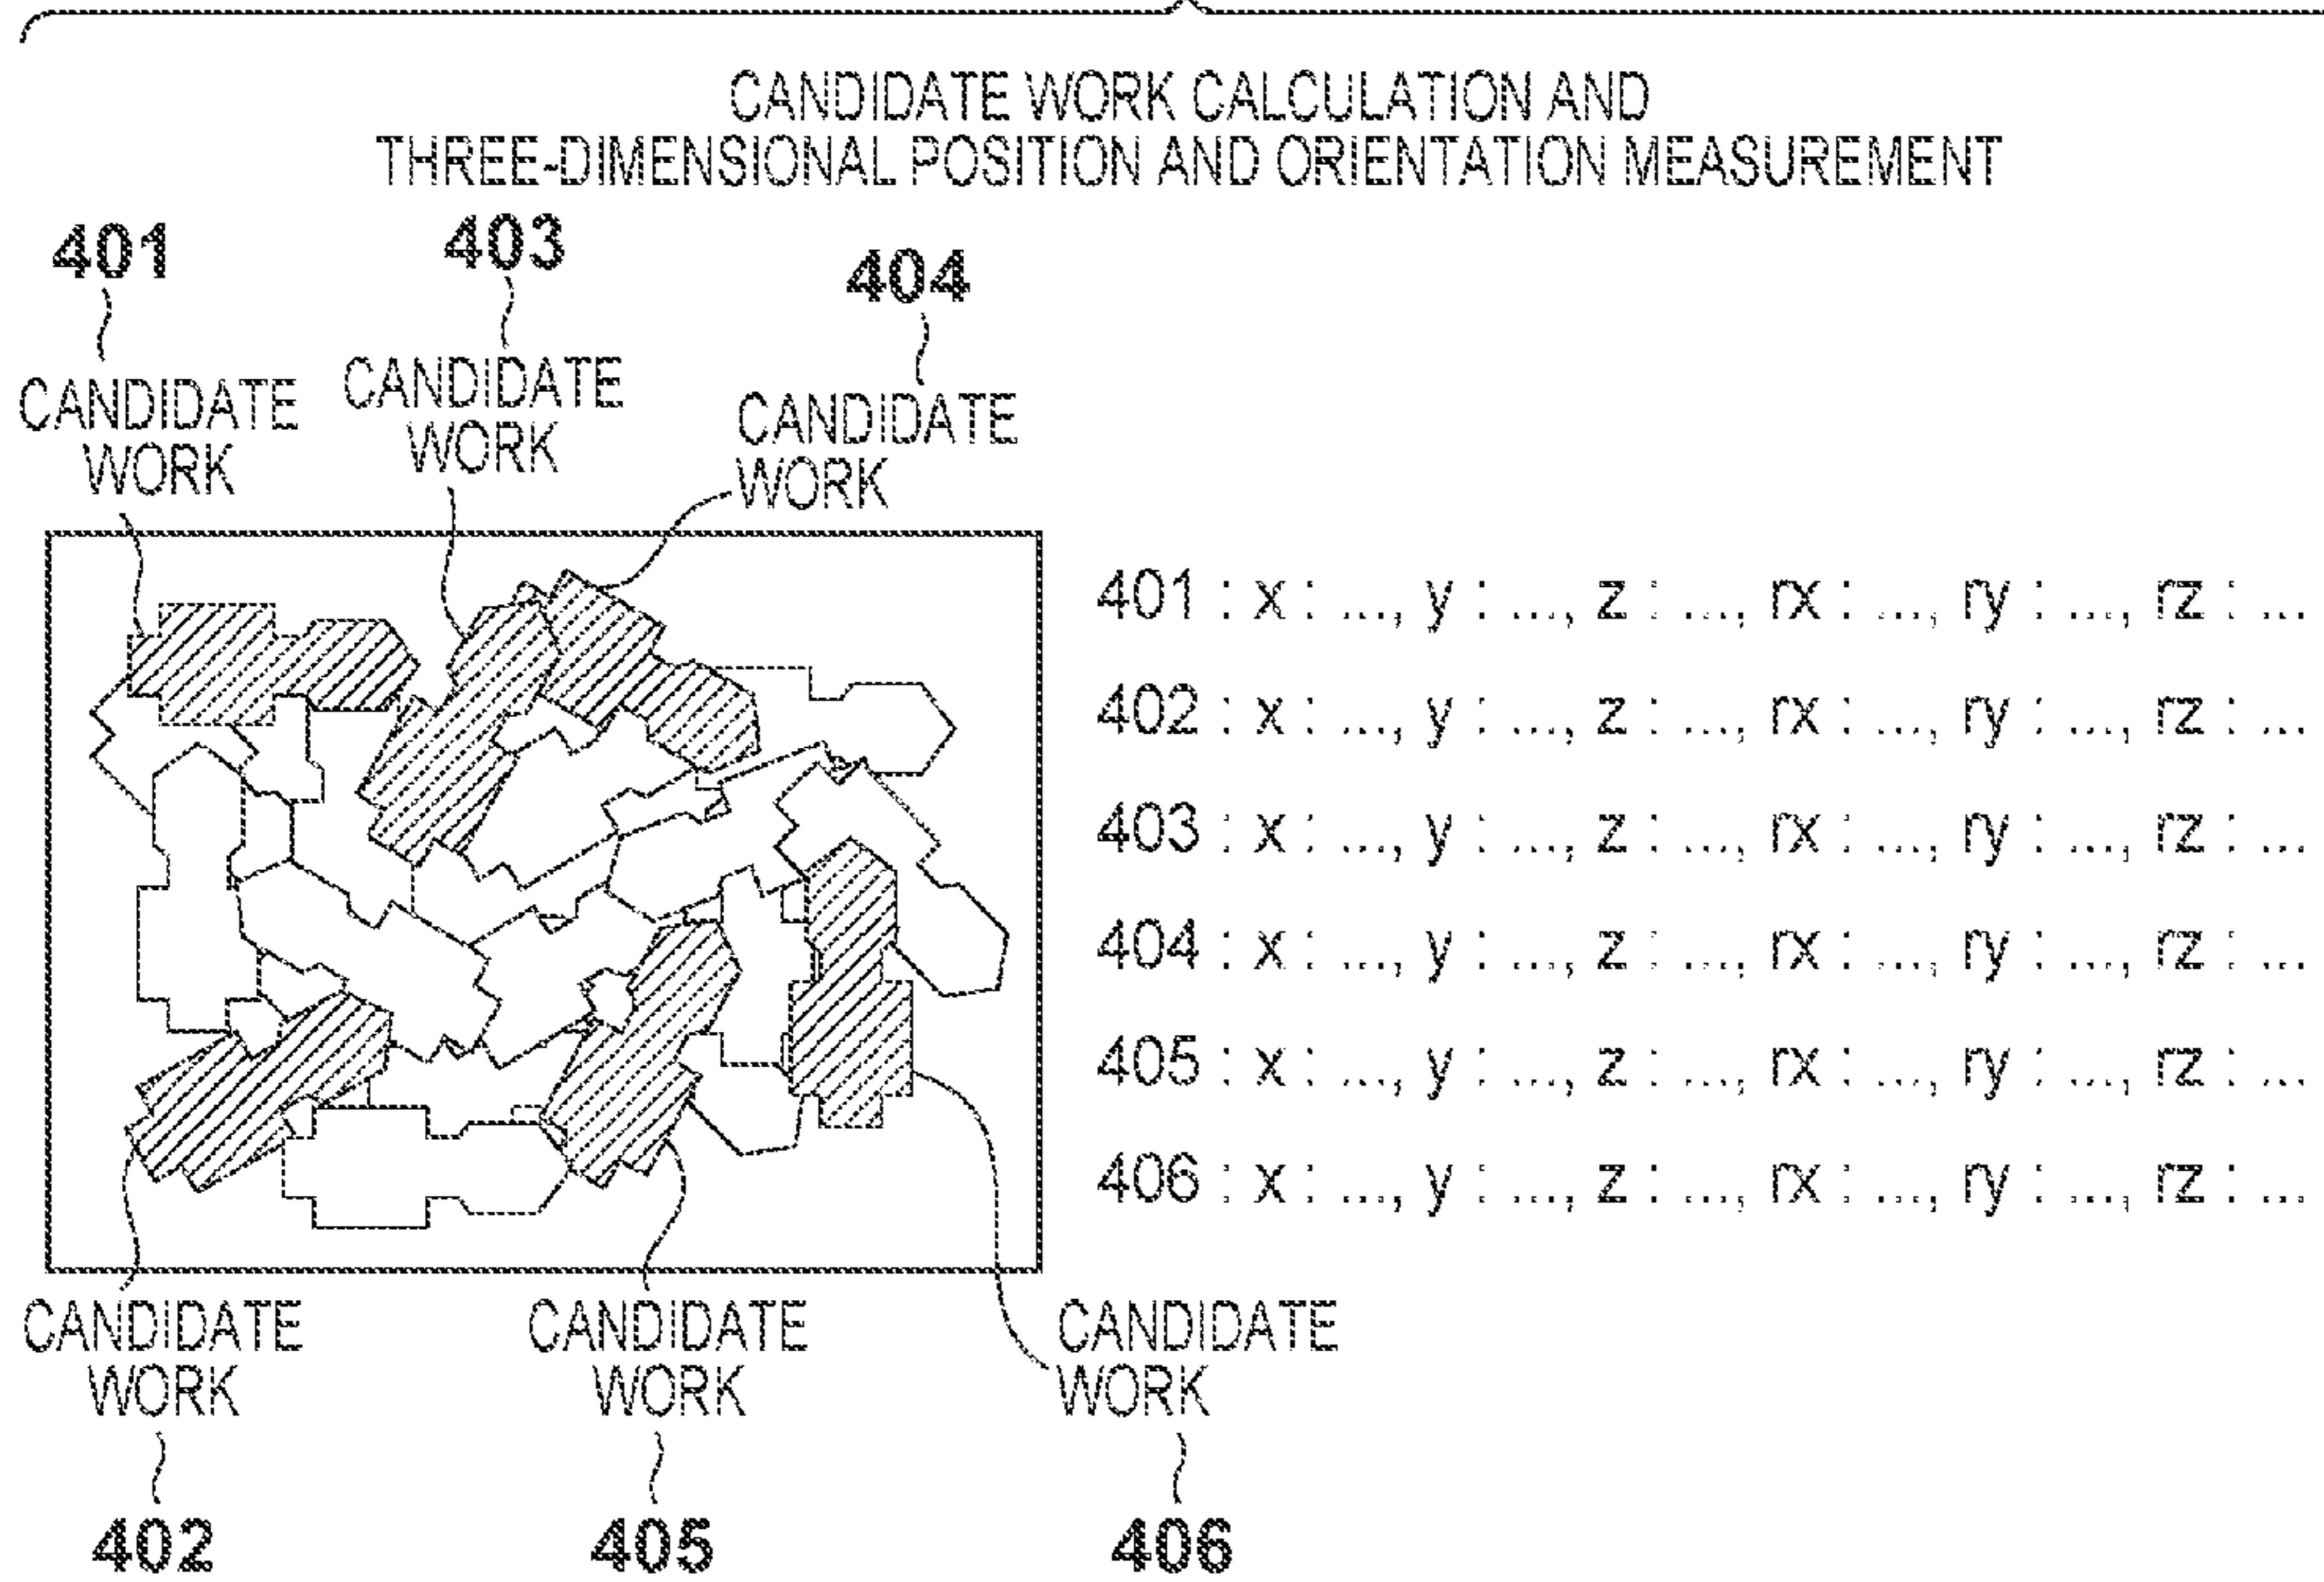 CANDIDATE WORK CALCULATION AND
THREE-DIMENSIONAL POSITION AND ORIENTATION MEASUREMENT
401
403
404
CANDIDATE
WORK
CANDIDATE
WORK
CANDIDATE
WORK
401 : x : ..., y : ..., z : ..., rx : ..., ry : ..., rz : ...
402 : x : ..., y : ..., z : ..., rx : ..., ry : ..., rz : ...
403 : x : ..., y : ..., z : ..., rx : ..., ry : ..., rz : ...
404 : x : ..., y : ..., z : ..., rx : ..., ry : ..., rz : ...
405 : x : ..., y : ..., z : ..., rx : ..., ry : ..., rz : ...
406 : x : ..., y : ..., z : ..., rx : ..., ry : ..., rz : ...
CANDIDATE
WORK
CANDIDATE
WORK
CANDIDATE
WORK
402
405
406